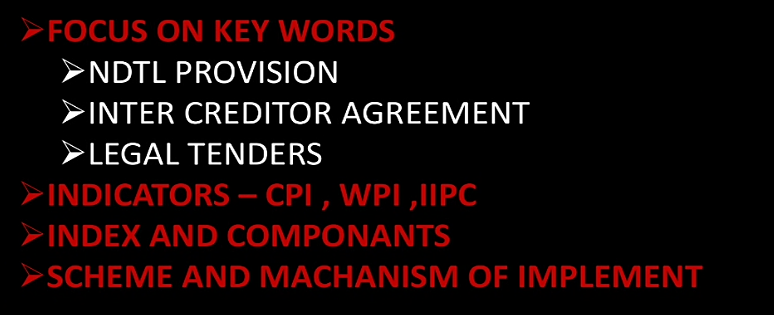 ➢FOCUS ON KEY WORDS
➢NDTL PROVISION
➢INTER CREDITOR AGREEMENT
➢LEGAL TENDERS
➢INDICATORS – CPI , WPI ,IIPC
➢INDEX AND COMPONANTS
➢SCHEME AND MACHANISM OF IMPLEMENT